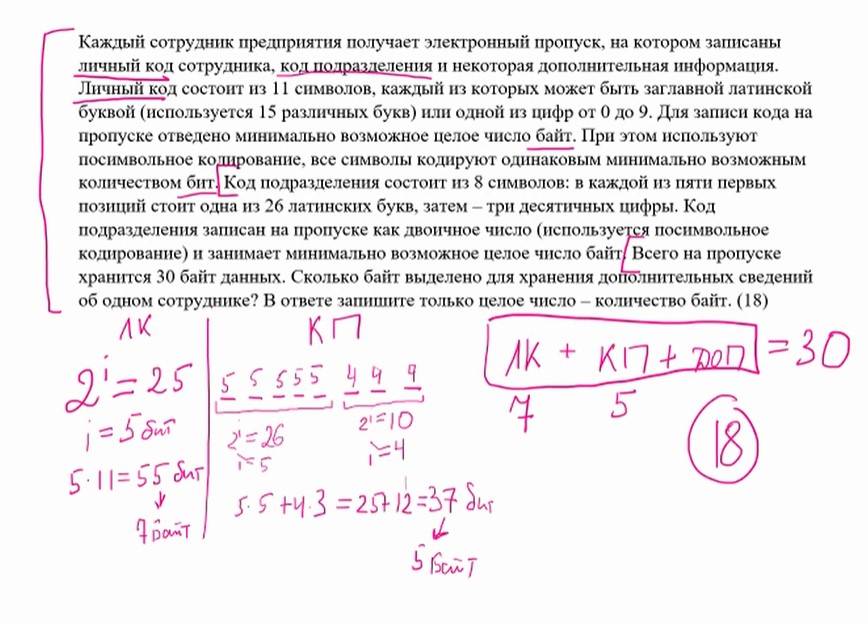 Каждый сотрудник предприятия получает электронный пропуск, на котором записаны
личный код сотрудника, код подразделения и некоторая дополнительная информация.
Личный код состоит из 11 символов, каждый из которых может быть заглавной латинской
буквой (используется 15 различных букв) или одной из цифр от 0 до 9. Для записи кода на
пропуске отведено минимально возможное целое число байт. При этом используют
посимвольное кодирование, все символы кодируют одинаковым минимально возможным
количеством бит. Код подразделения состоит из 8 символов: в каждой из пяти первых
позиций стоит одна из 26 латинских букв, затем – три десятичных цифры. Код
подразделения записан на пропуске как двоичное число (используется посимвольное
кодирование) и занимает минимально возможное целое число байт. Всего на пропуске
хранится 30 байт данных. Сколько байт выделено для хранения дополнительных сведений
об одном сотруднике? В ответе запишите только целое число – количество байт. (18)
ЛК
2^i = 25
i = 5 бит
5·11 = 55 бит
7 Байт
КП
5 5 5 5 5 4 4 4
2^i = 26
i = 5
2^i = 10
i = 4
5·5 + 4·3 = 25 + 12 = 37 бит
5 Байт
ЛК + КП + ДОП = 30
7 5
18